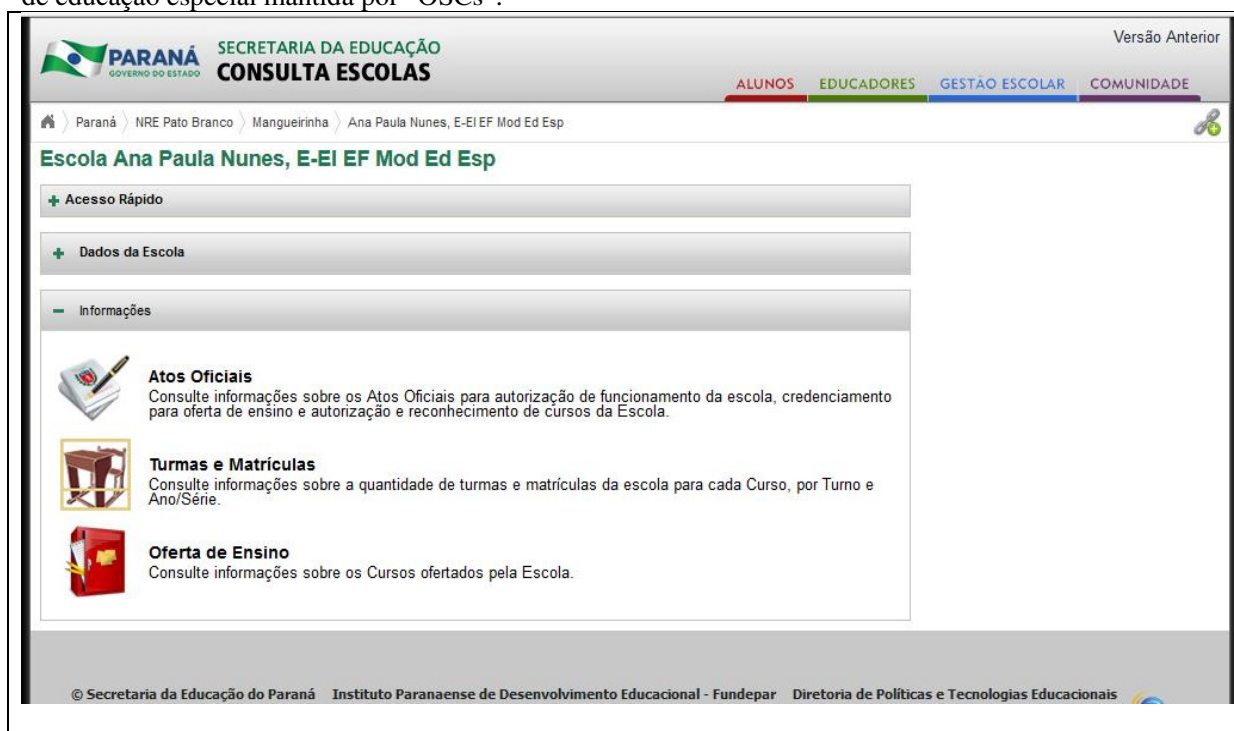 de educação especial mantida por "OSCs".
Versão Anterior
PARANÁ
GOVERNO DO ESTADO
SECRETARIA DA EDUCAÇÃO
CONSULTA ESCOLAS
ALUNOS EDUCADORES GESTÃO ESCOLAR COMUNIDADE
Paraná NRE Pato Branco Mangueirinha Ana Paula Nunes, E-EI EF Mod Ed Esp
Escola Ana Paula Nunes, E-EI EF Mod Ed Esp
Acesso Rápido
Dados da Escola
Informações
Atos Oficiais
Consulte informações sobre os Atos Oficiais para autorização de funcionamento da escola, credenciamento
para oferta de ensino e autorização e reconhecimento de cursos da Escola.
Turmas e Matrículas
Consulte informações sobre a quantidade de turmas e matrículas da escola para cada Curso, por Turno e
Ano/Série.
Oferta de Ensino
Consulte informações sobre os Cursos ofertados pela Escola.
© Secretaria da Educação do Paraná Instituto Paranaense de Desenvolvimento Educacional - Fundepar Diretoria de Políticas e Tecnologias Educacionais